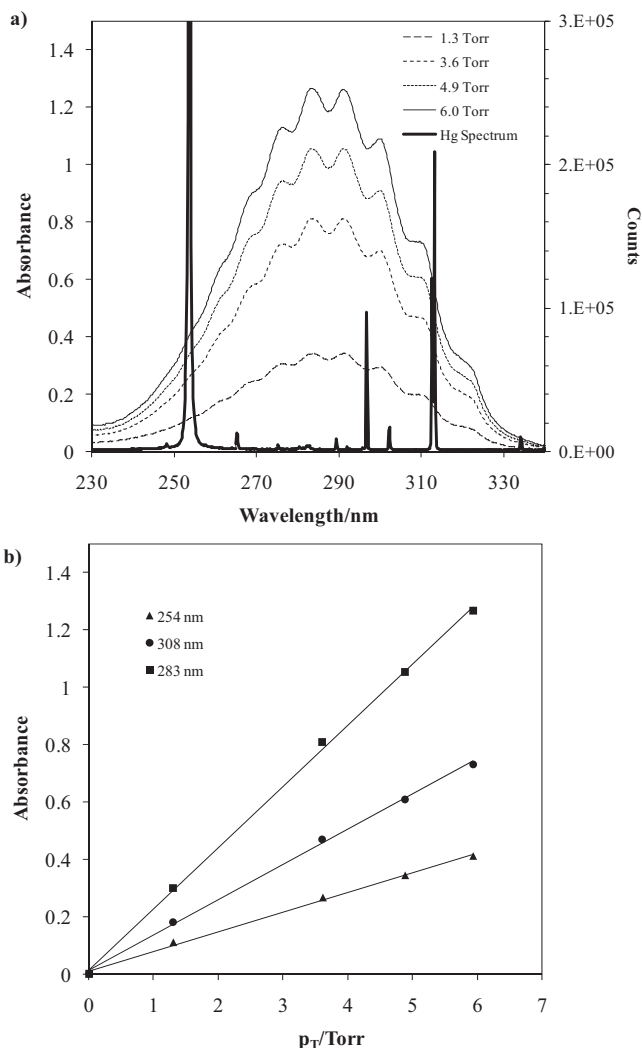 a)
1.3 Torr
3.6 Torr
4.9 Torr
6.0 Torr
Hg Spectrum
1.4
1.2
1
0.8
0.6
0.4
0.2
0
Absorbance
3.E+05
2.E+05
1.E+05
0.E+00
Counts
230 250 270 290 310 330
Wavelength/nm
b)
254 nm
308 nm
283 nm
1.4
1.2
1
0.8
0.6
0.4
0.2
0
Absorbance
0 1 2 3 4 5 6 7
pT/Torr